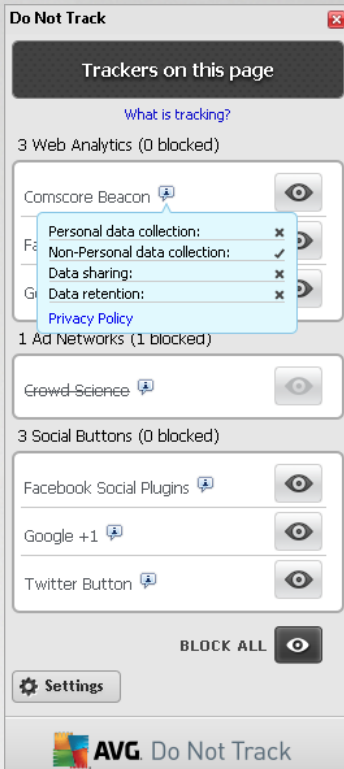 Do Not Track
Trackers on this page
What is tracking?
3 Web Analytics (0 blocked)
Comscore Beacon
Fa
G
Personal data collection:
Non-Personal data collection:
Data sharing:
Data retention:
Privacy Policy
1 Ad Networks (1 blocked)
Crowd Science
3 Social Buttons (0 blocked)
Facebook Social Plugins
Google +1
Twitter Button
BLOCK ALL
Settings
AVG. Do Not Track